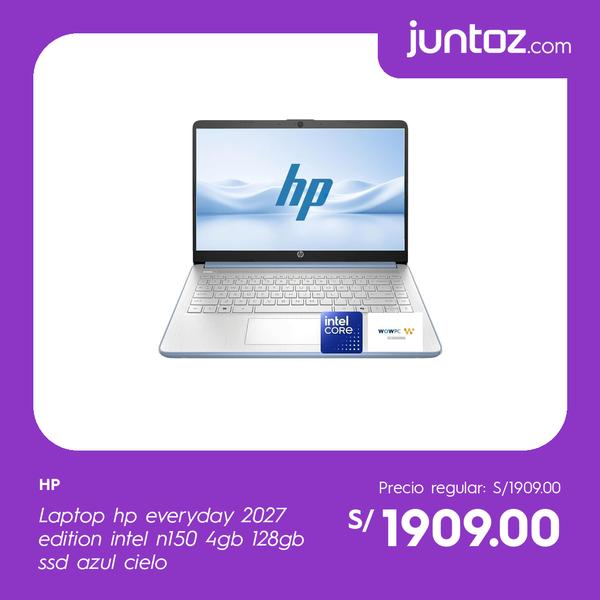 juntoz.com
hp
hp
intel
CORE
WOWPC W
HP
Laptop hp everyday 2027
edition intel n150 4gb 128gb
ssd azul cielo
Precio regular: S/1909.00
S/ 1909.00